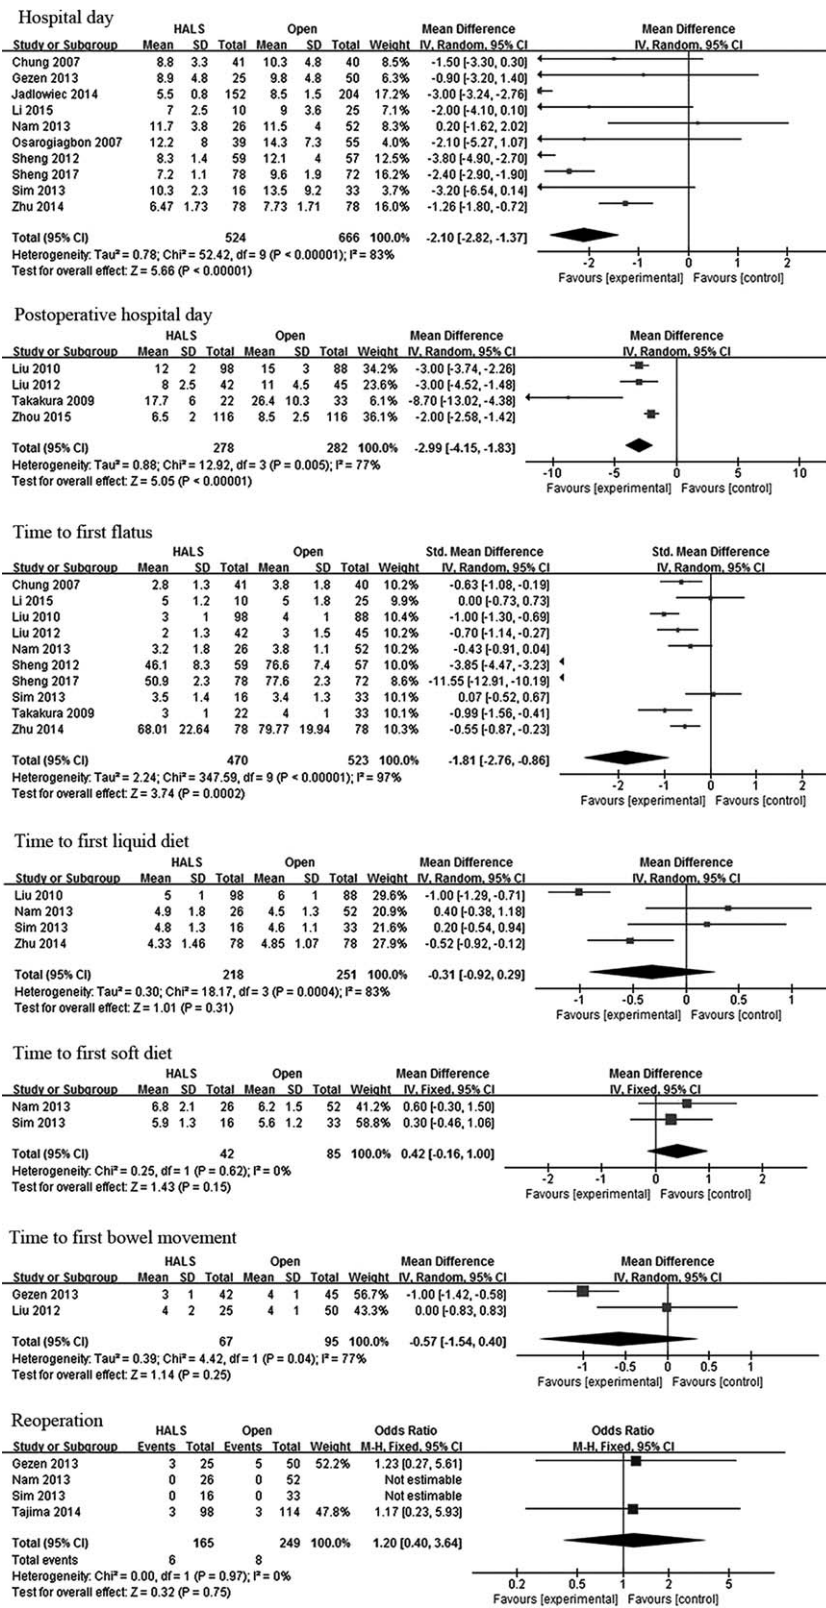 Hospital day
HALS Open Mean Difference Mean Difference
Study or Subgroup Mean SD Total Mean SD Total Weight IV, Random, 95% CI IV, Random, 95% CI
Chung 2007 8.8 3.3 41 10.3 4.8 40 8.5% -1.50 [-3.30, 0.30]
Gezen 2013 8.9 4.8 25 9.8 4.8 50 6.3% -0.90 [-3.20, 1.40]
Jadlowiec 2014 5.5 0.8 152 8.5 1.5 204 17.2% -3.00 [-3.24, -2.76]
Li 2015 7 2.5 10 9 3.6 25 7.1% -2.00 [-4.10, 0.10]
Nam 2013 11.7 3.8 26 11.5 4 52 8.4% 0.20 [-1.62, 2.02]
Osarogiagbon 2007 12.2 8 39 14.3 7.3 55 4.0% -2.10 [-5.27, 1.07]
Sheng 2012 8.3 1.4 59 12.1 4 57 12.5% -3.80 [-4.90, -2.70]
Sheng 2017 7.2 1.1 78 9.6 1.9 72 16.2% -2.40 [-2.90, -1.90]
Sim 2013 10.3 2.3 16 13.5 9.2 33 3.7% -3.20 [-6.54, 0.14]
Zhu 2014 6.47 1.73 78 7.73 1.71 78 16.0% -1.26 [-1.80, -0.72]
Total (95% CI) 524 666 100.0% -2.10 [-2.82, -1.37]
Heterogeneity: Tau² = 0.78; Chi² = 52.42, df = 9 (P < 0.00001); I² = 83%
Test for overall effect: Z = 5.66 (P < 0.00001)
-2 -1 0 1 2
Favours [experimental] Favours [control]
Postoperative hospital day
HALS Open Mean Difference Mean Difference
Study or Subgroup Mean SD Total Mean SD Total Weight IV, Random, 95% CI IV, Random, 95% CI
Liu 2010 12 2 98 15 3 88 34.2% -3.00 [-3.74, -2.26]
Liu 2012 8 2.5 42 11 4.5 45 23.6% -3.00 [-4.52, -1.48]
Takakura 2009 17.7 6 22 26.4 10.3 33 6.1% -8.70 [-13.02, -4.38]
Zhou 2015 6.5 2 116 8.5 2.5 116 36.1% -2.00 [-2.58, -1.42]
Total (95% CI) 278 282 100.0% -2.99 [-4.15, -1.83]
Heterogeneity: Tau² = 0.88; Chi² = 12.92, df = 3 (P = 0.005); I² = 77%
Test for overall effect: Z = 5.05 (P < 0.00001)
-10 -5 0 5 10
Favours [experimental] Favours [control]
Time to first flatus
HALS Open Std. Mean Difference Std. Mean Difference
Study or Subgroup Mean SD Total Mean SD Total Weight IV, Random, 95% CI IV, Random, 95% CI
Chung 2007 2.8 1.3 41 3.8 1.8 40 10.2% -0.63 [-1.08, -0.19]
Li 2015 5 1.2 10 5 1.8 25 9.9% 0.00 [-0.73, 0.73]
Liu 2010 3 1 98 4 1 88 10.4% -1.00 [-1.30, -0.69]
Liu 2012 2 1.3 42 3 1.5 45 10.2% -0.70 [-1.14, -0.27]
Nam 2013 3.2 1.8 26 3.8 1.1 52 10.2% -0.43 [-0.91, 0.04]
Sheng 2012 46.1 8.3 59 76.6 7.4 57 10.0% -3.85 [-4.47, -3.23]
Sheng 2017 50.9 2.3 78 77.6 2.3 72 8.6% -11.55 [-12.91, -10.19]
Sim 2013 3.5 1.4 16 3.4 1.3 33 10.1% 0.07 [-0.52, 0.67]
Takakura 2009 3 1 22 4 1 33 10.1% -0.99 [-1.56, -0.41]
Zhu 2014 68.01 22.64 78 79.77 19.94 78 10.3% -0.55 [-0.87, -0.23]
Total (95% CI) 470 523 100.0% -1.81 [-2.76, -0.86]
Heterogeneity: Tau² = 2.24; Chi² = 347.59, df = 9 (P < 0.00001); I² = 97%
Test for overall effect: Z = 3.74 (P = 0.0002)
-2 -1 0 1 2
Favours [experimental] Favours [control]
Time to first liquid diet
HALS Open Mean Difference Mean Difference
Study or Subgroup Mean SD Total Mean SD Total Weight IV, Random, 95% CI IV, Random, 95% CI
Liu 2010 5 1 98 6 1 88 29.6% -1.00 [-1.29, -0.71]
Nam 2013 4.9 1.8 26 4.5 1.3 52 20.9% 0.40 [-0.38, 1.18]
Sim 2013 4.8 1.3 16 4.6 1.1 33 21.6% 0.20 [-0.54, 0.94]
Zhu 2014 4.33 1.46 78 4.85 1.07 78 27.9% -0.52 [-0.92, -0.12]
Total (95% CI) 218 251 100.0% -0.31 [-0.92, 0.29]
Heterogeneity: Tau² = 0.30; Chi² = 18.17, df = 3 (P = 0.0004); I² = 83%
Test for overall effect: Z = 1.01 (P = 0.31)
-1 -0.5 0 0.5 1
Favours [experimental] Favours [control]
Time to first soft diet
HALS Open Mean Difference Mean Difference
Study or Subgroup Mean SD Total Mean SD Total Weight IV, Fixed, 95% CI IV, Fixed, 95% CI
Nam 2013 6.8 2.1 26 6.2 1.5 52 41.2% 0.60 [-0.30, 1.50]
Sim 2013 5.9 1.3 16 5.6 1.2 33 58.8% 0.30 [-0.46, 1.06]
Total (95% CI) 42 85 100.0% 0.42 [-0.16, 1.00]
Heterogeneity: Chi² = 0.25, df = 1 (P = 0.62); I² = 0%
Test for overall effect: Z = 1.43 (P = 0.15)
-2 -1 0 1 2
Favours [experimental] Favours [control]
Time to first bowel movement
HALS Open Mean Difference Mean Difference
Study or Subgroup Mean SD Total Mean SD Total Weight IV, Random, 95% CI IV, Random, 95% CI
Gezen 2013 3 1 42 4 1 45 56.7% -1.00 [-1.42, -0.58]
Liu 2012 4 2 25 4 1 50 43.3% 0.00 [-0.83, 0.83]
Total (95% CI) 67 95 100.0% -0.57 [-1.54, 0.40]
Heterogeneity: Tau² = 0.39; Chi² = 4.42, df = 1 (P = 0.04); I² = 77%
Test for overall effect: Z = 1.14 (P = 0.25)
-1 -0.5 0 0.5 1
Favours [experimental] Favours [control]
Reoperation
HALS Open Odds Ratio Odds Ratio
Study or Subgroup Events Total Events Total Weight M-H, Fixed, 95% CI M-H, Fixed, 95% CI
Gezen 2013 3 25 5 50 52.2% 1.23 [0.27, 5.61]
Nam 2013 0 26 0 52 Not estimable
Sim 2013 0 16 0 33 Not estimable
Tajima 2014 3 98 3 114 47.8% 1.17 [0.23, 5.93]
Total (95% CI) 165 249 100.0% 1.20 [0.40, 3.64]
Total events 6 8
Heterogeneity: Chi² = 0.00, df = 1 (P = 0.97); I² = 0%
Test for overall effect: Z = 0.32 (P = 0.75)
0.2 0.5 1 2 5
Favours [experimental] Favours [control]